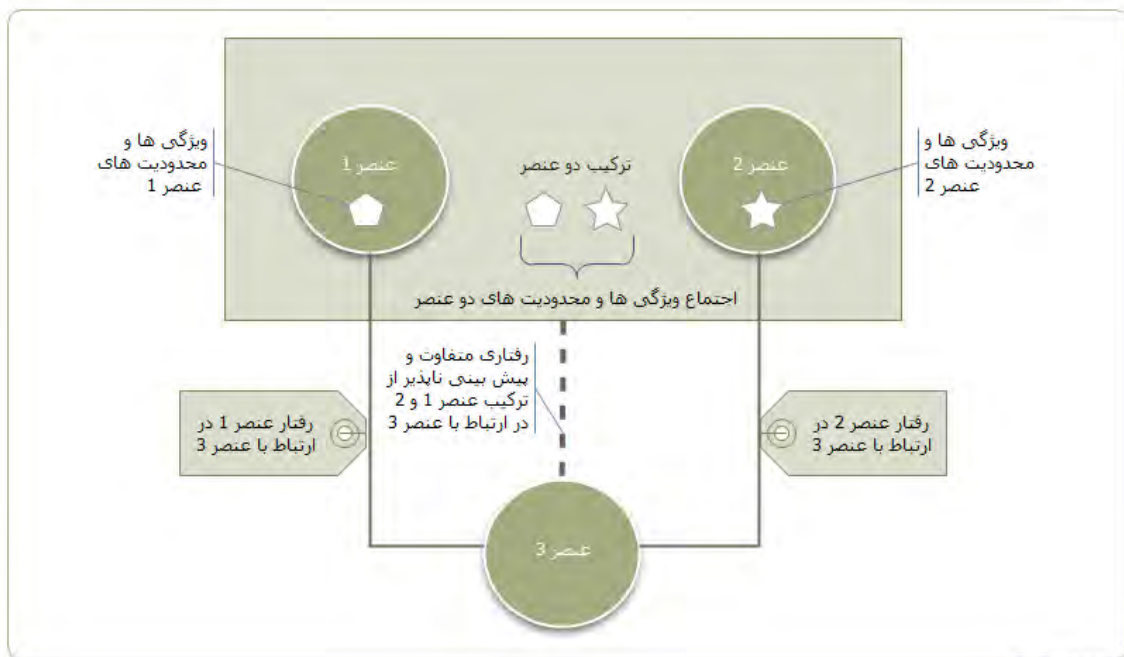 ویژگی ها و
محدودیت های
عنصر 2
عنصر 2
ترکیب دو عنصر
عنصر 1
ویژگی ها و
محدودیت های
عنصر 1
اجتماع ویژگی ها و محدودیت های دو عنصر
رفتاری متفاوت و
پیش بینی ناپذیر از
ترکیب عنصر 1 و 2
در ارتباط با عنصر 3
رفتار عنصر 2 در
ارتباط با عنصر 3
رفتار عنصر 1 در
ارتباط با عنصر 3
عنصر 3